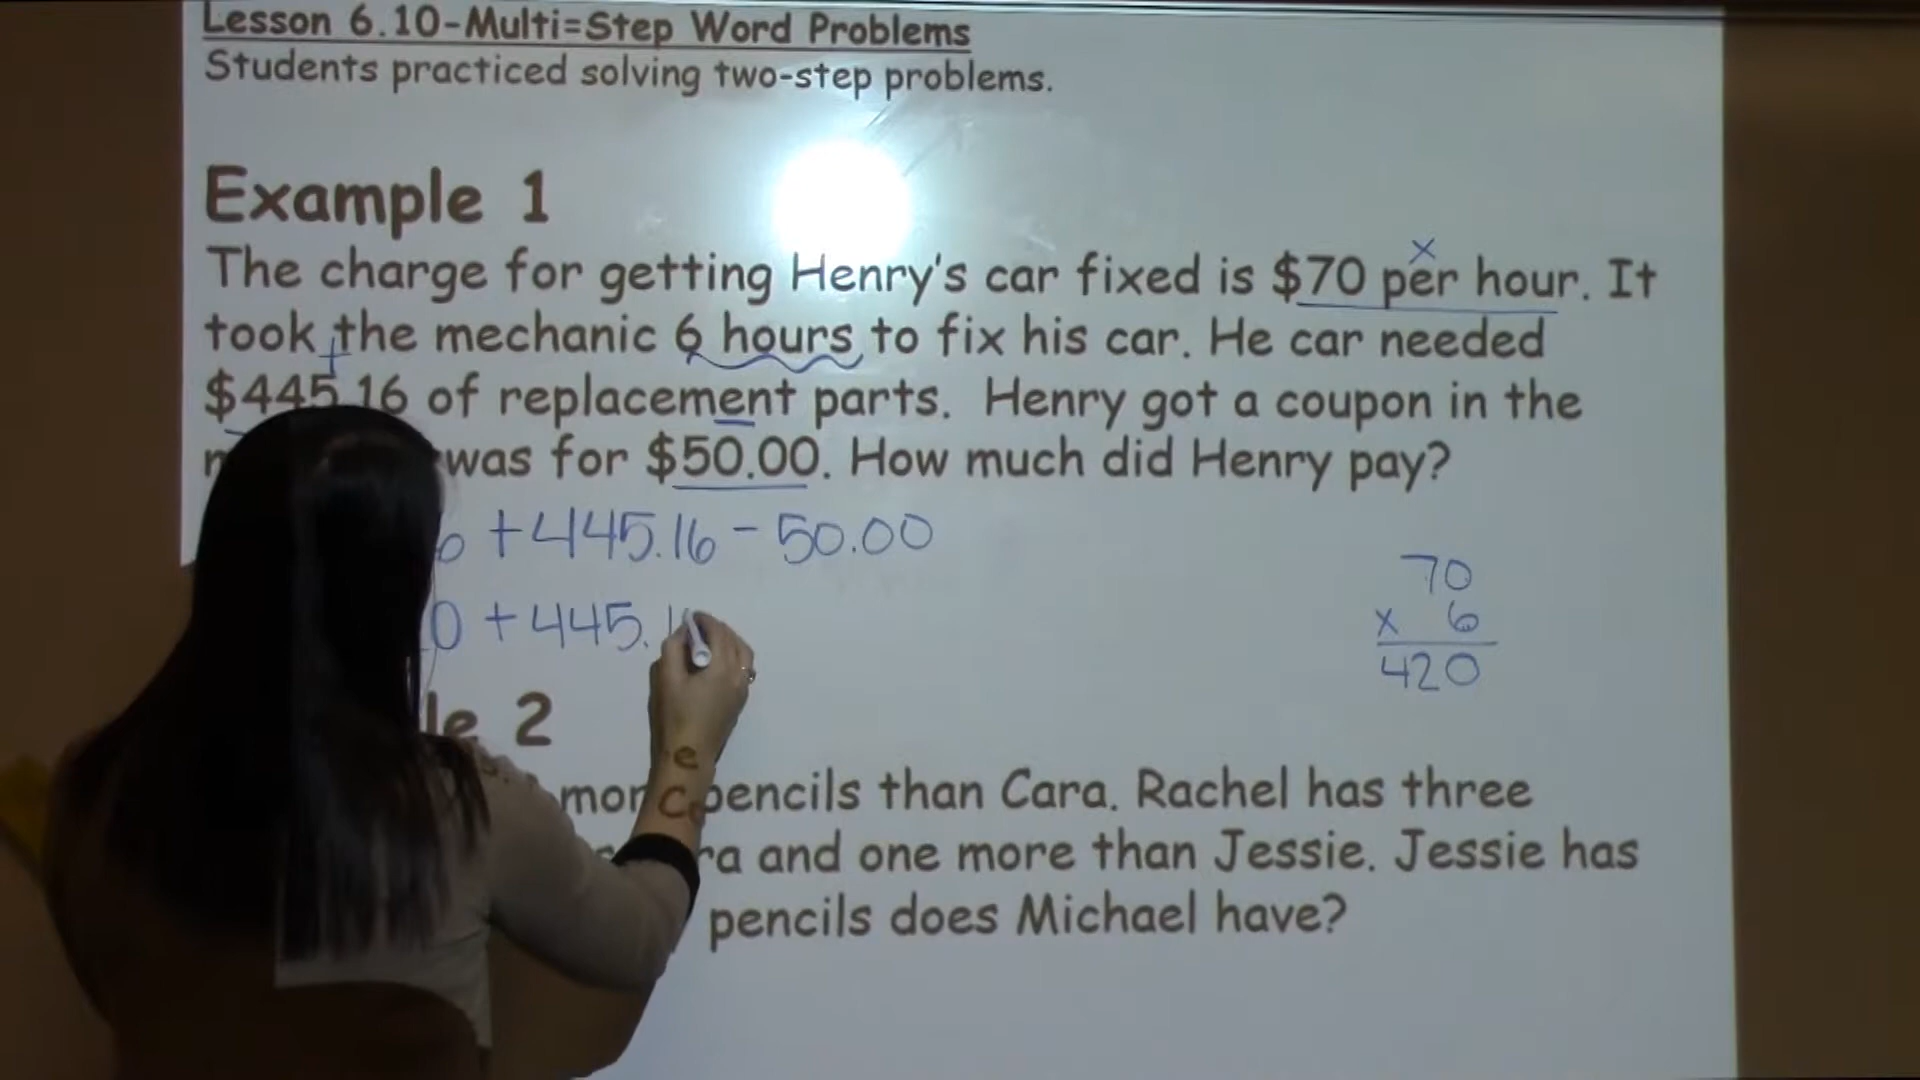 Lesson 6.10-Multi=Step Word Problems
Students practiced solving two-step problems.
Example 1
x
The charge for getting Henry's car fixed is $70 per hour. It
took the mechanic 6 hours to fix his car. He car needed
+
$445.16 of replacement parts. Henry got a coupon in the
was for $50.00. How much did Henry pay?
6 +445.16 - 50.00
70
x 6
420
0 + 445.1
2
pencils than Cara. Rachel has three
and one more than Jessie. Jessie has
pencils does Michael have?